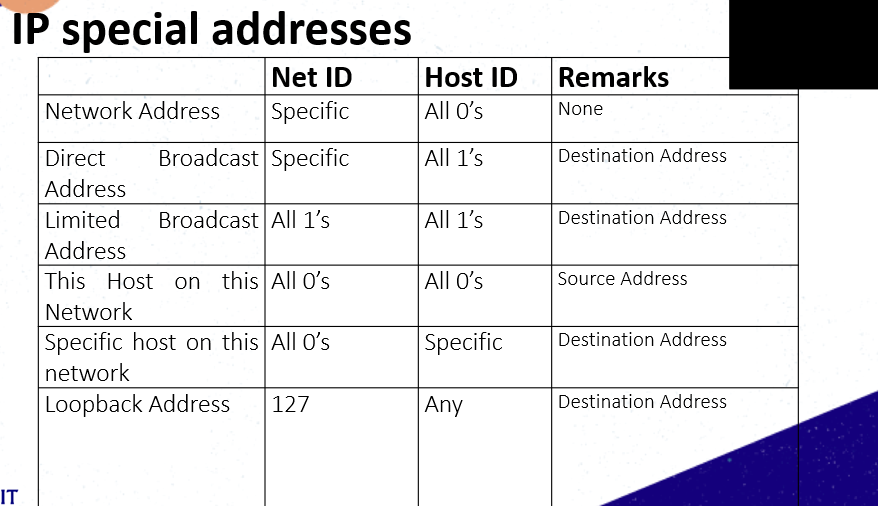 IP special addresses
Net ID Host ID Remarks
Network Address Specific All 0's None
Direct Broadcast Specific All 1's Destination Address
Address
Limited Broadcast All 1's All 1's Destination Address
Address
This Host on this All 0's All 0's Source Address
Network
Specific host on this All 0's Specific Destination Address
network
Loopback Address 127 Any Destination Address
IT